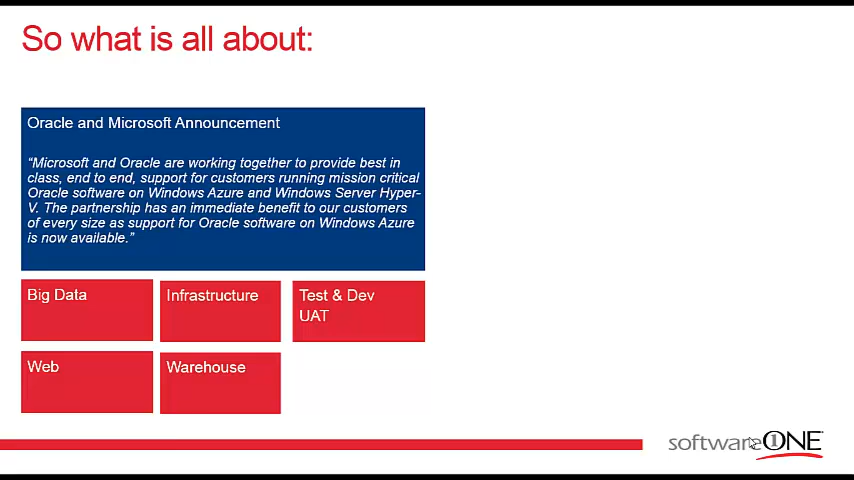 So what is all about:
Oracle and Microsoft Announcement
“Microsoft and Oracle are working together to provide best in
class, end to end, support for customers running mission critical
Oracle software on Windows Azure and Windows Server Hyper-
V. The partnership has an immediate benefit to our customers
of every size as support for Oracle software on Windows Azure
is now available.”
Big Data
Infrastructure
Test & Dev
UAT
Web
Warehouse
softwareONE